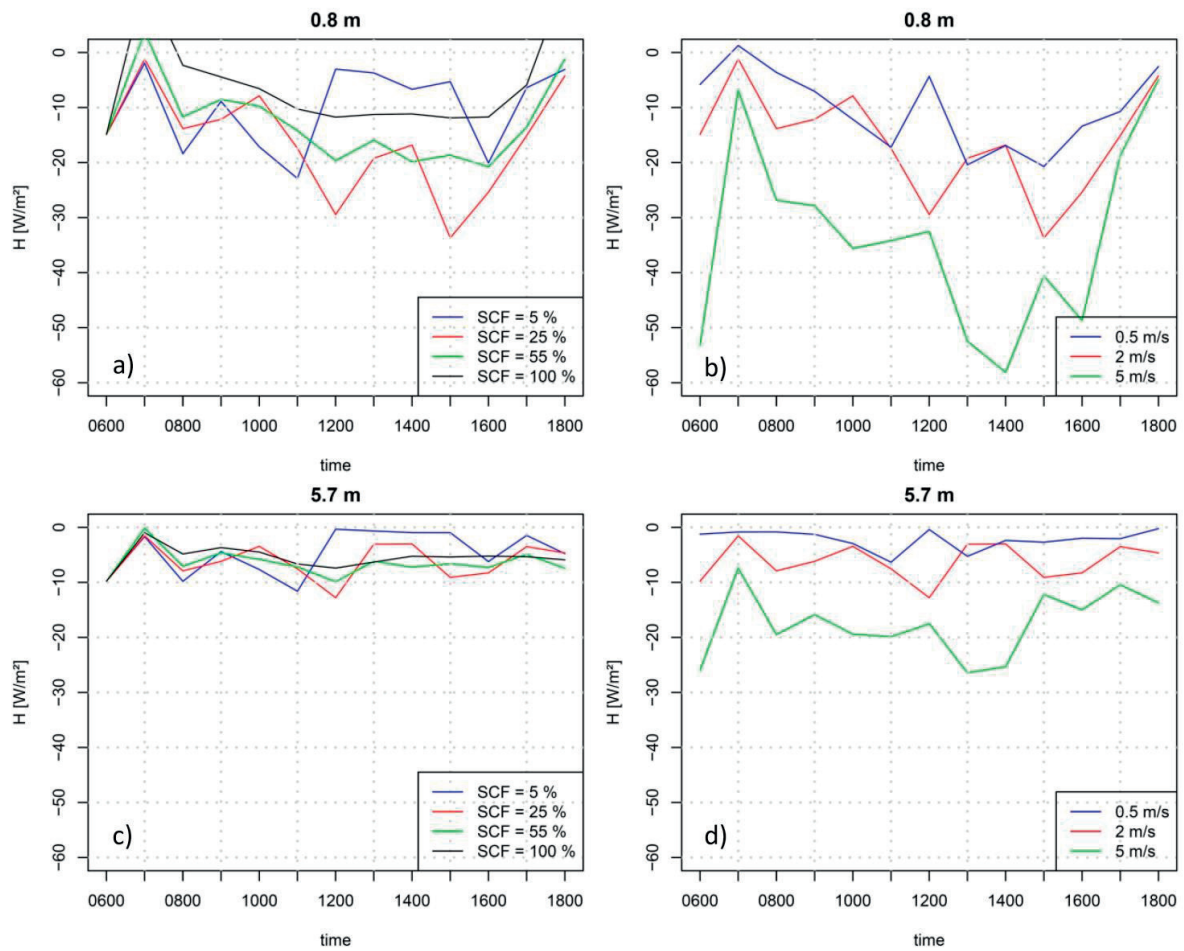 0.8 m
H [W/m²]
0
−10
−20
−30
−40
−50
−60
a)
SCF = 5 %
SCF = 25 %
SCF = 55 %
SCF = 100 %
0600 0800 1000 1200 1400 1600 1800
time
0.8 m
H [W/m²]
0
−10
−20
−30
−40
−50
−60
b)
0.5 m/s
2 m/s
5 m/s
0600 0800 1000 1200 1400 1600 1800
time
5.7 m
H [W/m²]
0
−10
−20
−30
−40
−50
−60
c)
SCF = 5 %
SCF = 25 %
SCF = 55 %
SCF = 100 %
0600 0800 1000 1200 1400 1600 1800
time
5.7 m
H [W/m²]
0
−10
−20
−30
−40
−50
−60
d)
0.5 m/s
2 m/s
5 m/s
0600 0800 1000 1200 1400 1600 1800
time